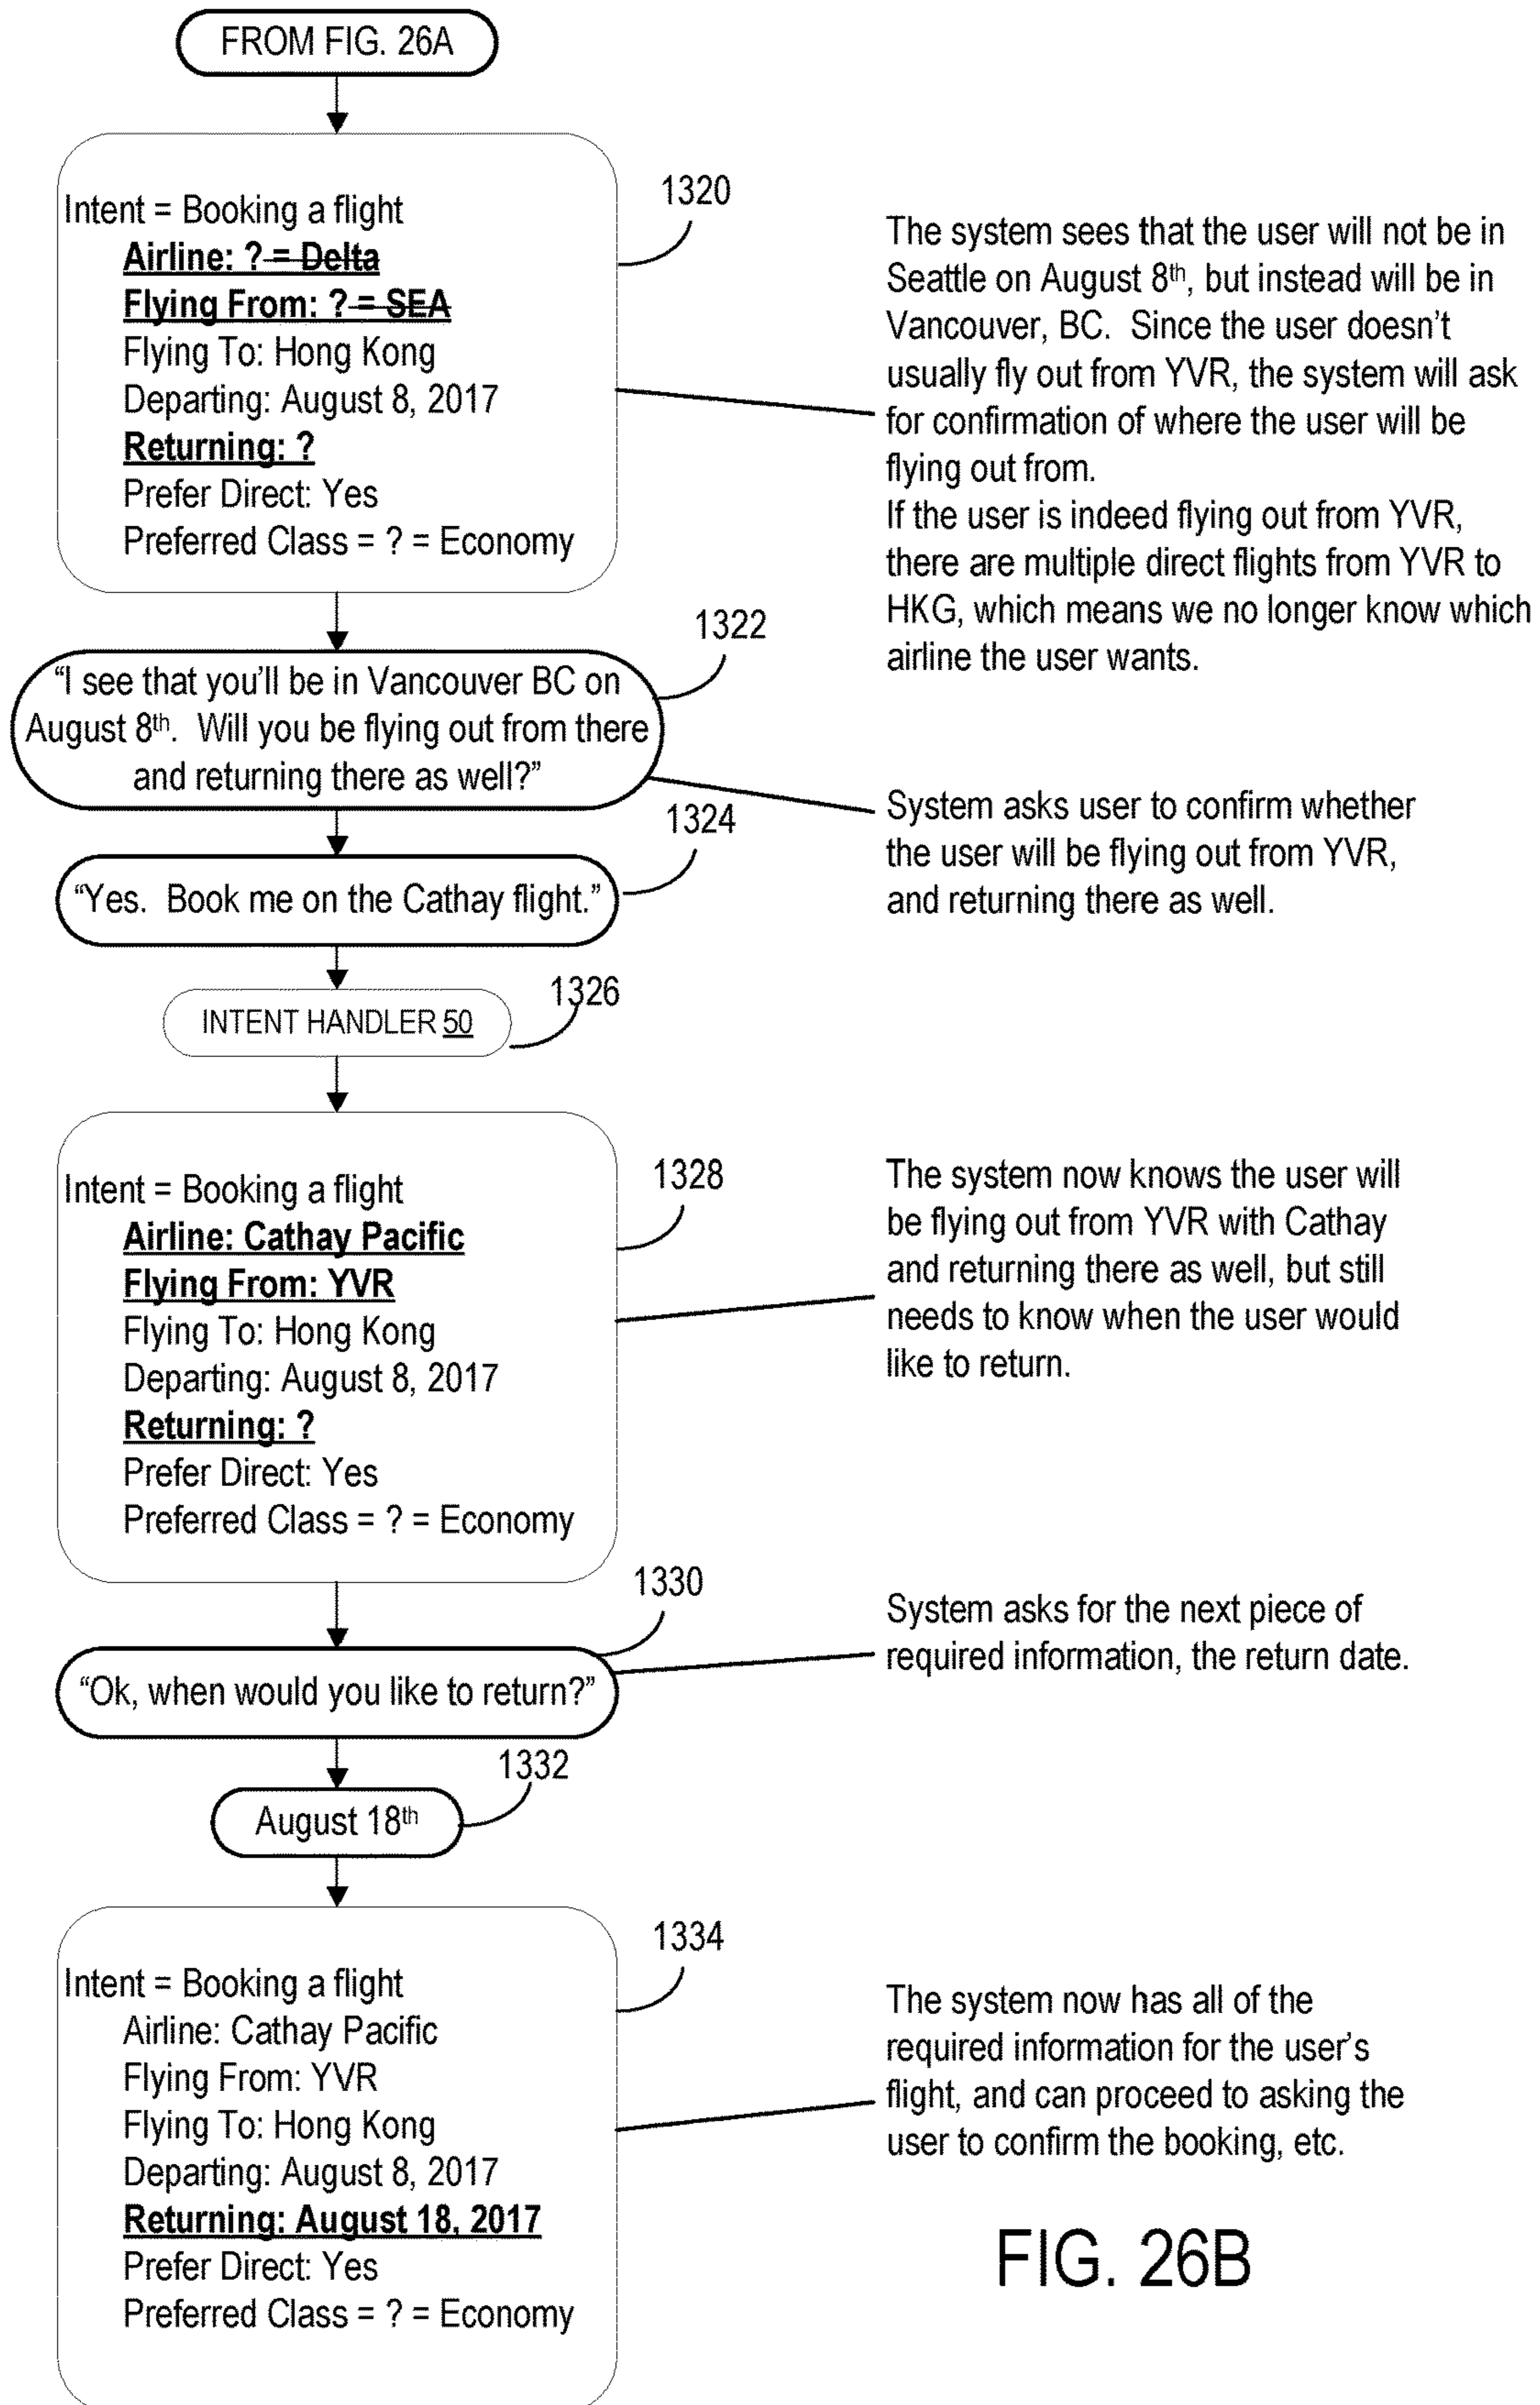 FROM FIG. 26A
Intent = Booking a flight
Airline: ? = Delta
Flying From: ? = SEA
Flying To: Hong Kong
Departing: August 8, 2017
Returning: ?
Prefer Direct: Yes
Preferred Class = ? = Economy
1320
The system sees that the user will not be in
Seattle on August 8th, but instead will be in
Vancouver, BC. Since the user doesn't
usually fly out from YVR, the system will ask
for confirmation of where the user will be
flying out from.
If the user is indeed flying out from YVR,
there are multiple direct flights from YVR to
HKG, which means we no longer know which
airline the user wants.
1322
“I see that you’ll be in Vancouver BC on
August 8th. Will you be flying out from there
and returning there as well?”
System asks user to confirm whether
the user will be flying out from YVR,
and returning there as well.
1324
“Yes. Book me on the Cathay flight.”
1326
INTENT HANDLER 50
Intent = Booking a flight
Airline: Cathay Pacific
Flying From: YVR
Flying To: Hong Kong
Departing: August 8, 2017
Returning: ?
Prefer Direct: Yes
Preferred Class = ? = Economy
1328
The system now knows the user will
be flying out from YVR with Cathay
and returning there as well, but still
needs to know when the user would
like to return.
1330
“Ok, when would you like to return?”
System asks for the next piece of
required information, the return date.
1332
August 18th
Intent = Booking a flight
Airline: Cathay Pacific
Flying From: YVR
Flying To: Hong Kong
Departing: August 8, 2017
Returning: August 18, 2017
Prefer Direct: Yes
Preferred Class = ? = Economy
1334
The system now has all of the
required information for the user’s
flight, and can proceed to asking the
user to confirm the booking, etc.
FIG. 26B